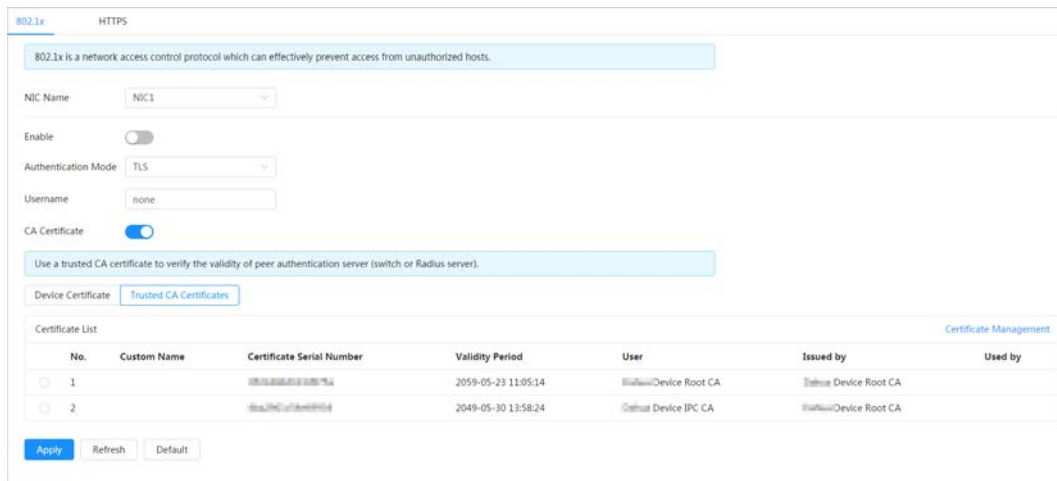 802.1x HTTPS
802.1x is a network access control protocol which can effectively prevent access from unauthorized hosts.
NIC Name NIC1
Enable
Authentication Mode TLS
Username none
CA Certificate
Use a trusted CA certificate to verify the validity of peer authentication server (switch or Radius server).
Device Certificate Trusted CA Certificates
Certificate List Certificate Management
No. Custom Name Certificate Serial Number Validity Period User Issued by Used by
1 2059-05-23 11:05:14 Device Root CA Device Root CA
2 2049-05-30 13:58:24 Device IPC CA Device Root CA
Apply Refresh Default